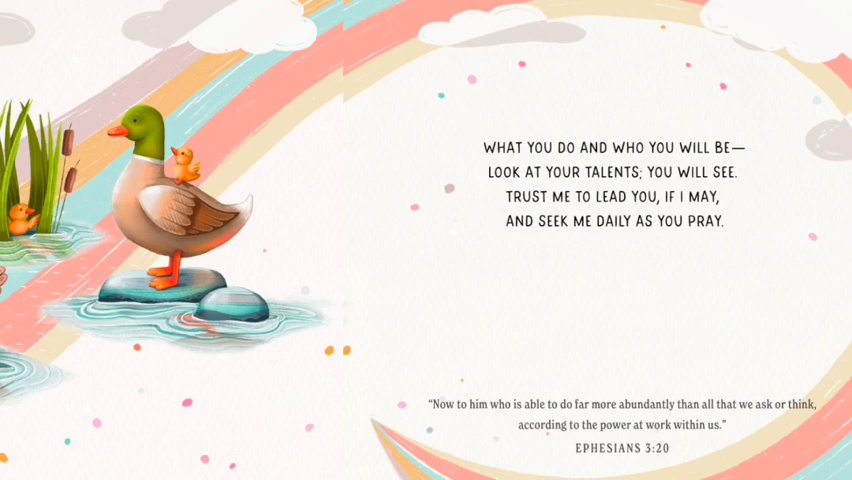 WHAT YOU DO AND WHO YOU WILL BE—
LOOK AT YOUR TALENTS; YOU WILL SEE.
TRUST ME TO LEAD YOU, IF I MAY,
AND SEEK ME DAILY AS YOU PRAY.
“Now to him who is able to do far more abundantly than all that we ask or think,
according to the power at work within us.”
EPHESIANS 3:20